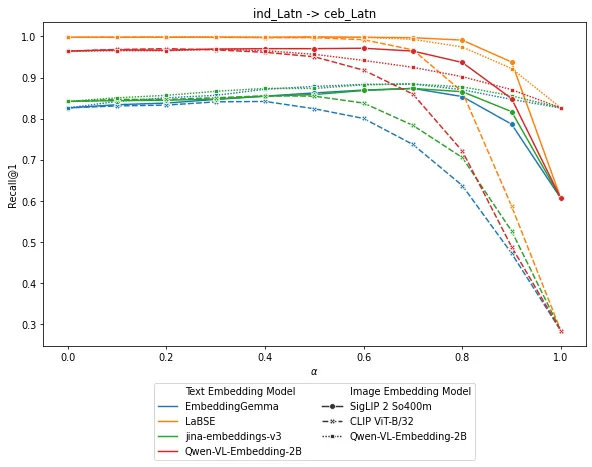 ind_Latn -> ceb_Latn
Recall@1
1.0
0.9
0.8
0.7
0.6
0.5
0.4
0.3
0.0 0.2 0.4 0.6 0.8 1.0
α
Text Embedding Model Image Embedding Model
EmbeddingGemma SigLIP 2 So400m
LaBSE CLIP ViT-B/32
jina-embeddings-v3 Qwen-VL-Embedding-2B
Qwen-VL-Embedding-2B